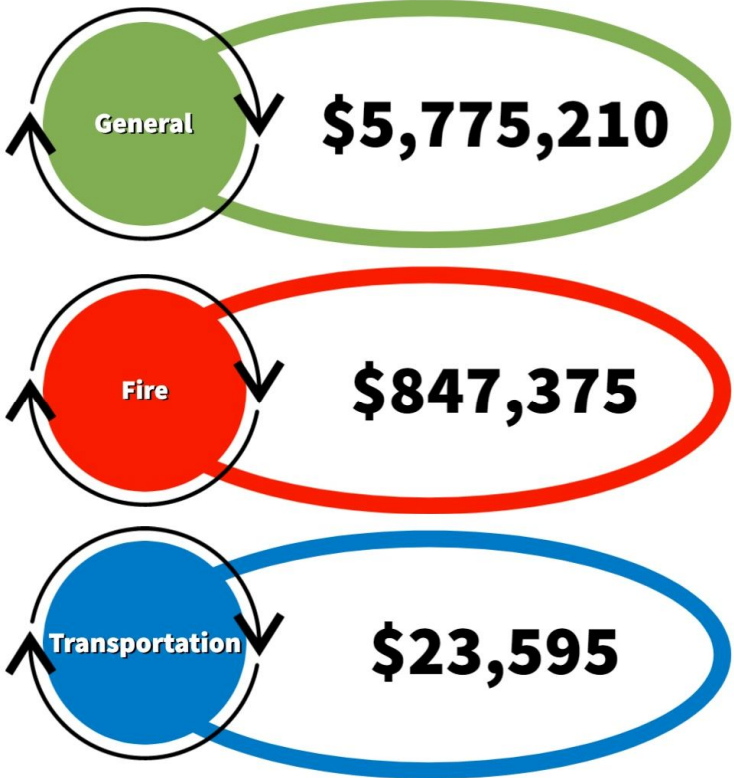 General
$5,775,210
Fire
$847,375
Transportation
$23,595